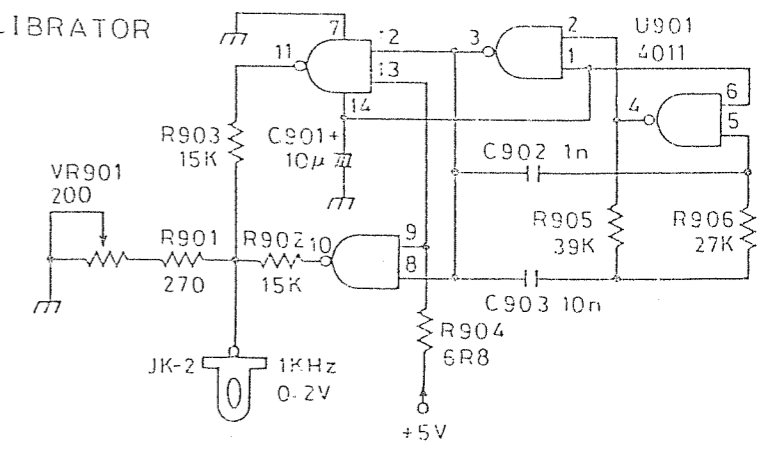 LIBRATOR
7
12
11
13
14
3
2
1
U901
4011
6
5
4
R903
15K
C901+
10µ
C902 1n
VR901
200
R901
270
R902
15K
10
9
8
R905
39K
R906
27K
C903 10n
R904
6R8
JK-2
1KHz
0.2V
+5V